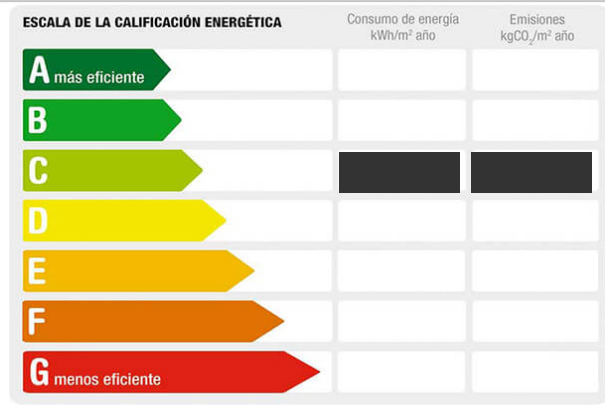 ESCALA DE LA CALIFICACIÓN ENERGÉTICA
Consumo de energía
kWh/m² año
Emisiones
kgCO₂/m² año
A más eficiente
B
C
D
E
F
G menos eficiente